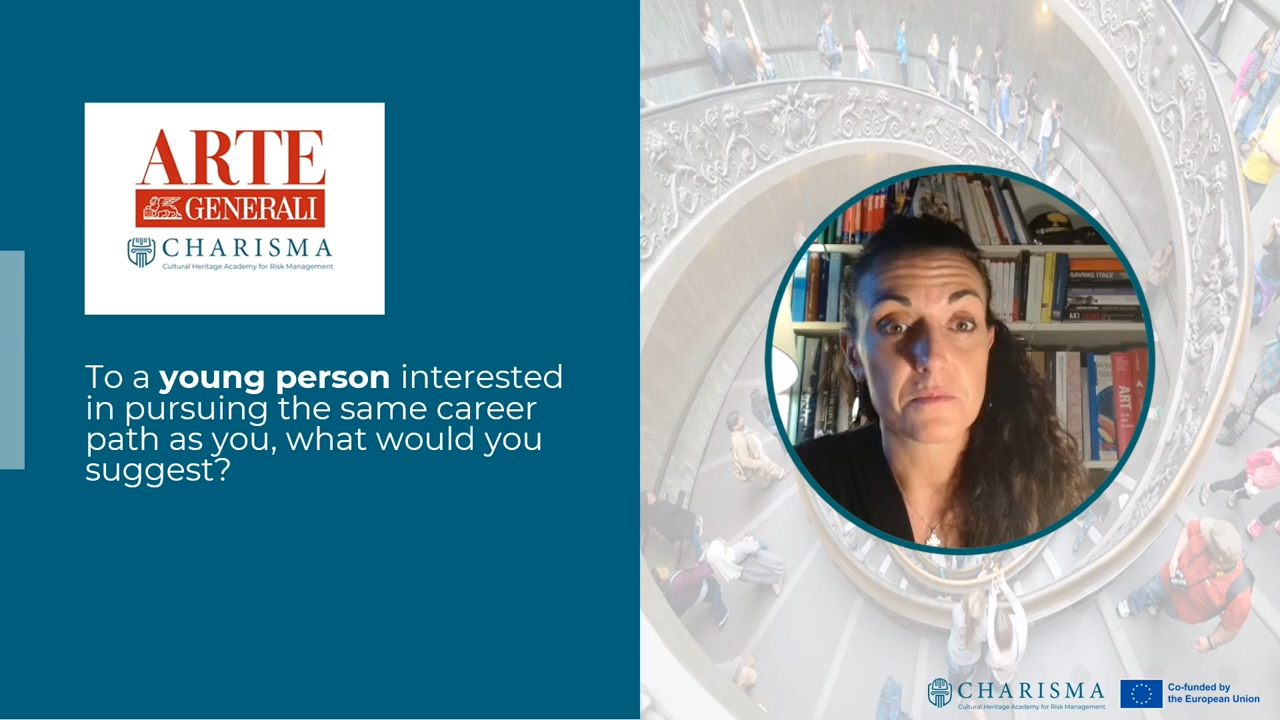 ARTE
GENERALI
CHARISMA
Cultural Heritage Academy for Risk Management
To a young person interested
in pursuing the same career
path as you, what would you
suggest?
SAVING ITALY
ART
ART
CHARISMA
Cultural Heritage Academy for Risk Management
Co-funded by
the European Union